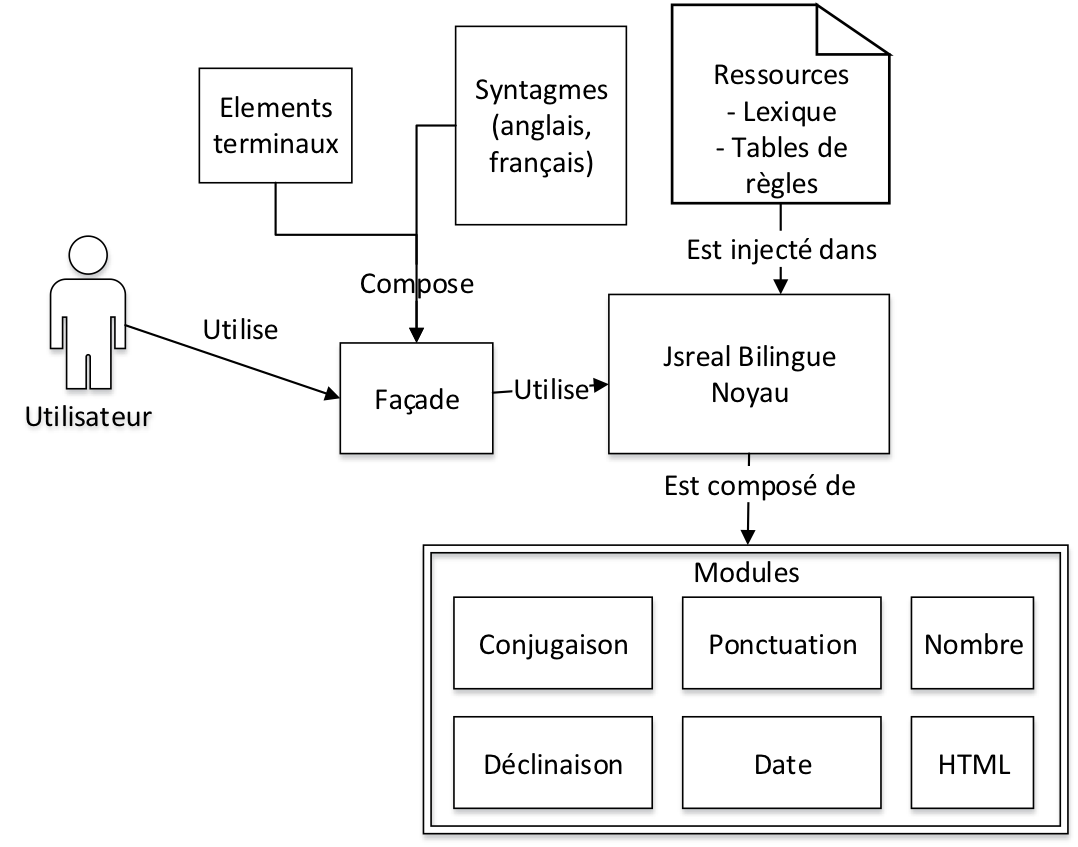 Elements
terminaux
Syntagmes
(anglais,
français)
Ressources
- Lexique
- Tables de
règles
Est injecté dans
Compose
Utilise
Utilisateur
Façade
Utilise
Jsreal Bilingue
Noyau
Est composé de
Modules
Conjugaison
Ponctuation
Nombre
Déclinaison
Date
HTML